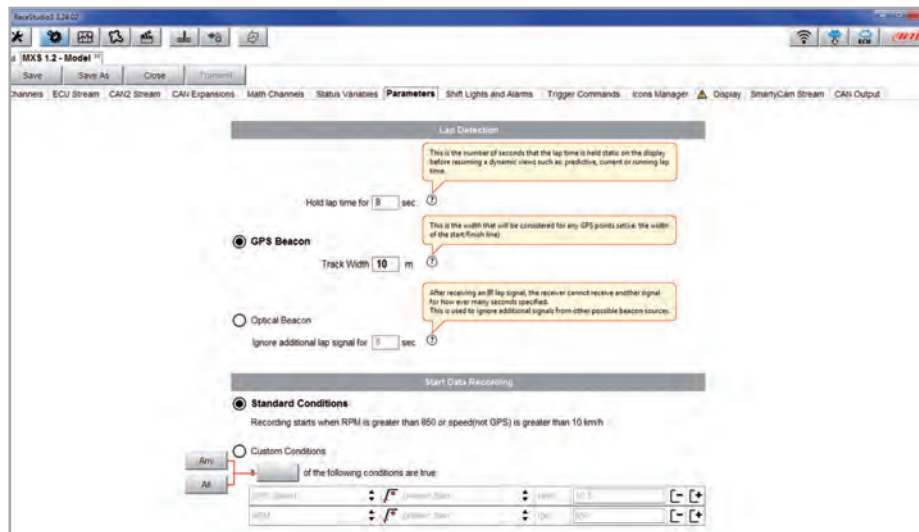 RaceStudio3 3.24.02
MXS 1.2 - Model
Save Save As Close Transmit
Channels ECU Stream CAN2 Stream CAN Expansions Math Channels Status Variables Parameters Shift Lights and Alarms Trigger Commands Icons Manager Display SmartyCam Stream CAN Output
Lap Detection
This is the number of seconds that the lap time is held static on the display
before resuming a dynamic views such as: predictive, current or running lap
time.
Hold lap time for 8 sec ?
This is the width that will be considered for any GPS points set(i.e. the width
of the start/finish line)
GPS Beacon
Track Width 10 m ?
After receiving an IR lap signal, the receiver cannot receive another signal
for how ever many seconds specified.
This is used to ignore additional signals from other possible beacon sources.
Optical Beacon
Ignore additional lap signal for 8 sec ?
Start Data Recording
Standard Conditions
Recording starts when RPM is greater than 850 or speed(not GPS) is greater than 10 km/h
Custom Conditions
Any
of the following conditions are true:
All
RPM 850